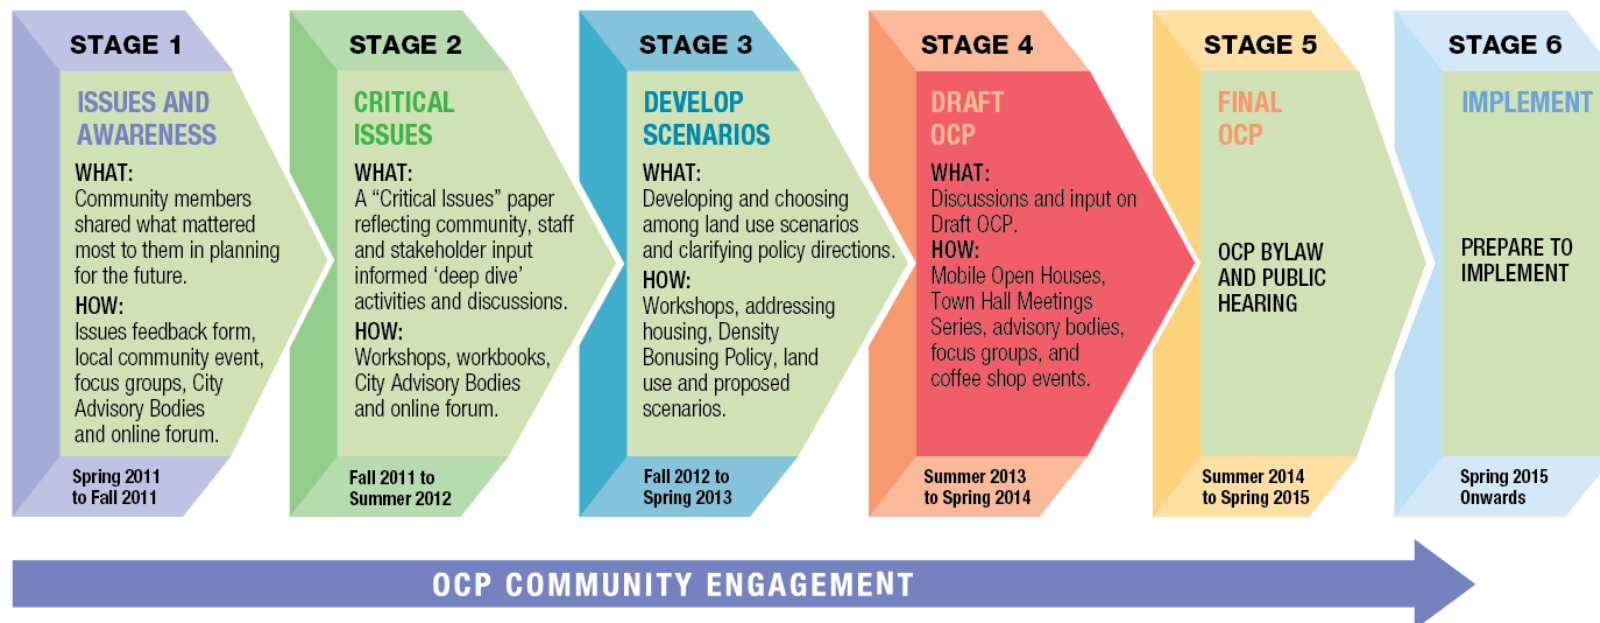 STAGE 1
ISSUES AND
AWARENESS
WHAT:
Community members
shared what mattered
most to them in planning
for the future.
HOW:
Issues feedback form,
local community event,
focus groups, City
Advisory Bodies
and online forum.
Spring 2011
to Fall 2011
STAGE 2
CRITICAL
ISSUES
WHAT:
A “Critical Issues” paper
reflecting community, staff
and stakeholder input
informed ‘deep dive’
activities and discussions.
HOW:
Workshops, workbooks,
City Advisory Bodies
and online forum.
Fall 2011 to
Summer 2012
STAGE 3
DEVELOP
SCENARIOS
WHAT:
Developing and choosing
among land use scenarios
and clarifying policy directions.
HOW:
Workshops, addressing
housing, Density
Bonusing Policy, land
use and proposed
scenarios.
Fall 2012 to
Spring 2013
STAGE 4
DRAFT
OCP
WHAT:
Discussions and input on
Draft OCP.
HOW:
Mobile Open Houses,
Town Hall Meetings
Series, advisory bodies,
focus groups, and
coffee shop events.
Summer 2013
to Spring 2014
STAGE 5
FINAL
OCP
OCP BYLAW
AND PUBLIC
HEARING
Summer 2014
to Spring 2015
STAGE 6
IMPLEMENT
PREPARE TO
IMPLEMENT
Spring 2015
Onwards
OCP COMMUNITY ENGAGEMENT